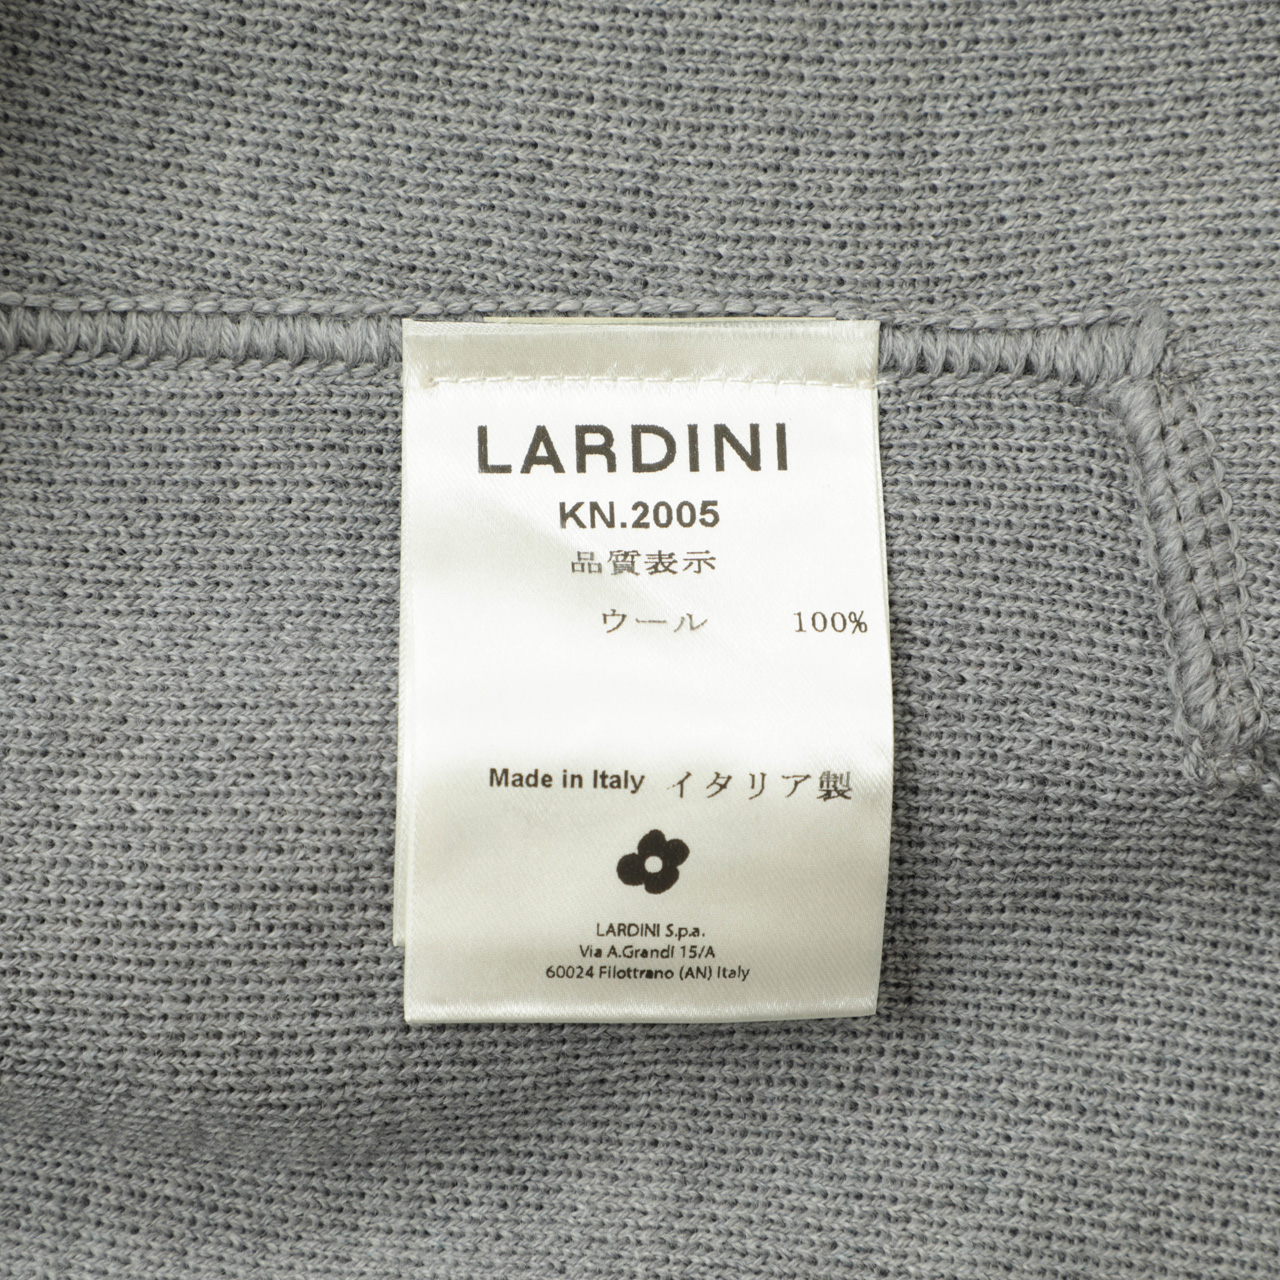 LARDINI
KN.2005
品質表示
ウール 100%
Made in Italy イタリア製
LARDINI S.p.a.
Via A.Grandi 15/A
60024 Filottrano (AN) Italy